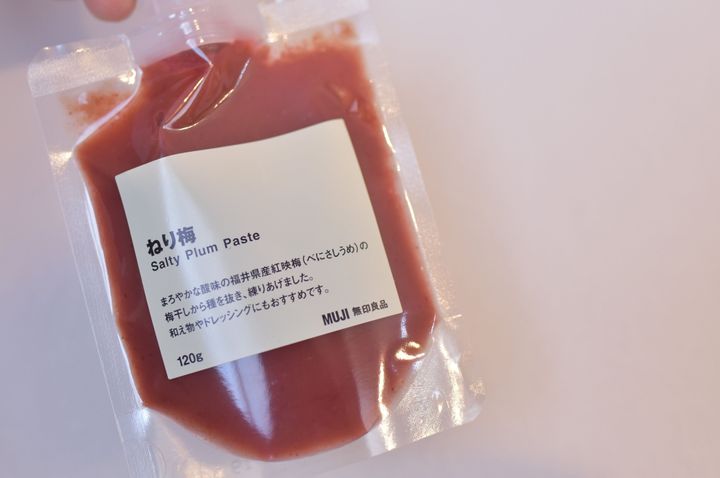 ねり梅
Salty Plum Paste
まろやかな酸味の福井県産紅映梅（べにさしうめ）の
梅干しから種を抜き、練りあげました。
和え物やドレッシングにもおすすめです。
MUJI 無印良品
120g